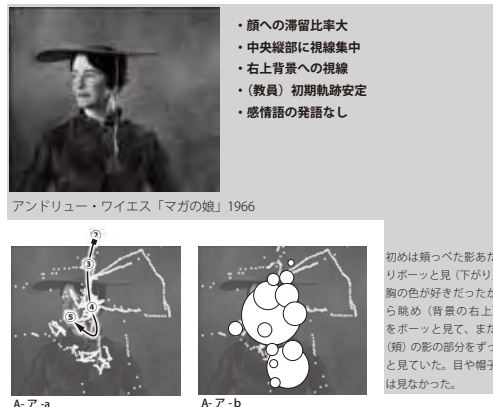 ・顔への滞留比率大
・中央縦部に視線集中
・右上背景への視線
・（教員）初期軌跡安定
・感情語の発語なし
アンドリュー・ワイエス「マガの娘」1966
②
③
④
⑤
初めは頬っぺた影あた
りボーッと見（下がり）
胸の色が好きだったか
ら眺め（背景の右上）
をボーッと見て、また
（頬）の影の部分をずっ
と見ていた。目や帽子
は見なかった。
A- ア -a
A- ア -b